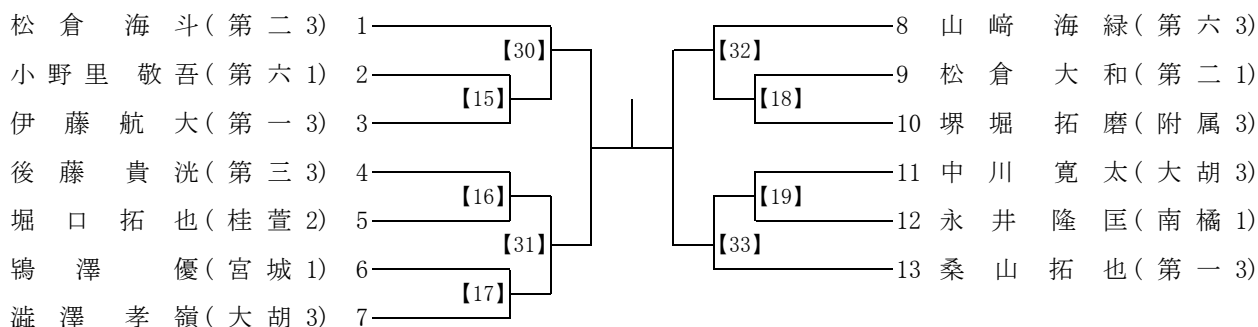 松倉海斗(第二3) 1
【30】
小野里敬吾(第六1) 2
【15】
伊藤航大(第一3) 3
後藤貴洸(第三3) 4
【16】
堀口拓也(桂萱2) 5
【31】
鴇澤優(宮城1) 6
【17】
澁澤孝嶺(大胡3) 7
8 山﨑海緑(第六3)
【32】
9 松倉大和(第二1)
【18】
10 堺堀拓磨(附属3)
11 中川寛太(大胡3)
【19】
12 永井隆匡(南橘1)
【33】
13 桑山拓也(第一3)